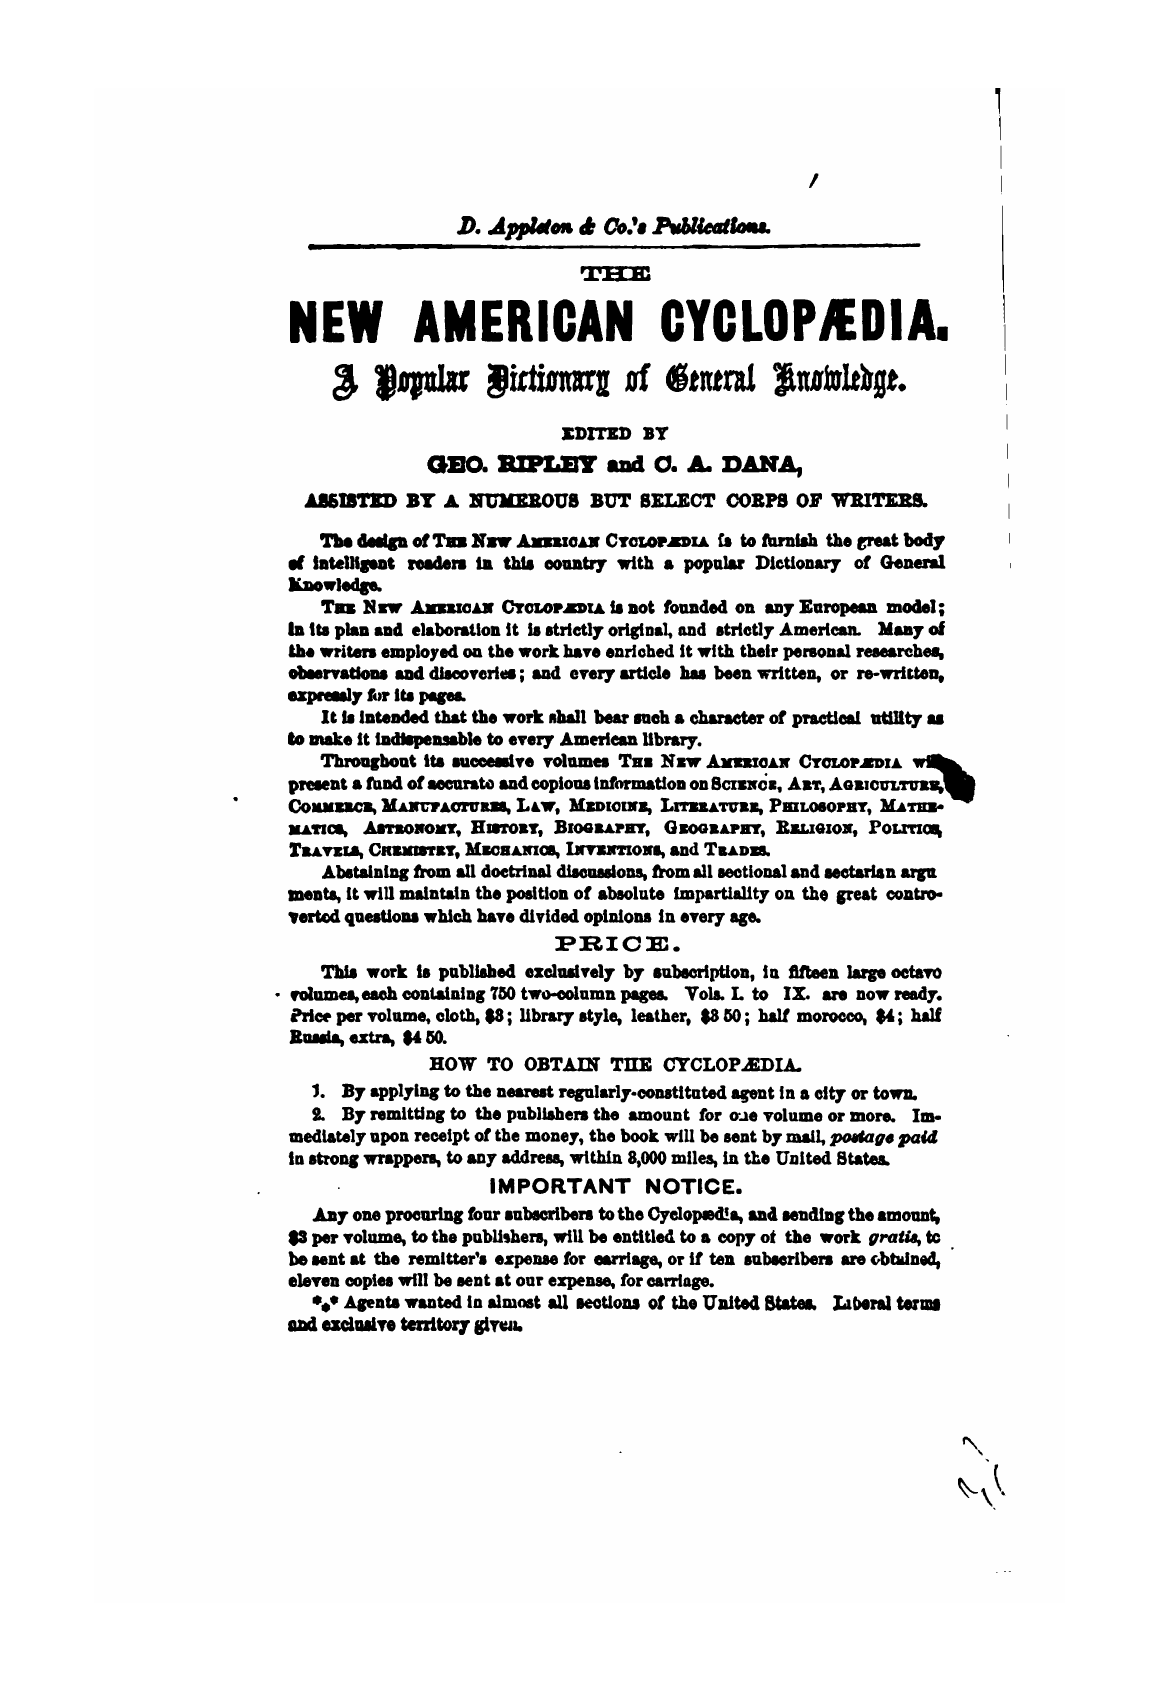 D. Appleton & Co.'s Publications.
THE
NEW AMERICAN CYCLOPÆDIA.
A Popular Dictionary of General Knowledge.
EDITED BY
GEO. RIPLEY and C. A. DANA,
ASSISTED BY A NUMEROUS BUT SELECT CORPS OF WRITERS.
The design of THE NEW AMERICAN CYCLOPÆDIA is to furnish the great body
of intelligent readers in this country with a popular Dictionary of General
Knowledge.
THE NEW AMERICAN CYCLOPÆDIA is not founded on any European model;
in its plan and elaboration it is strictly original, and strictly American. Many of
the writers employed on the work have enriched it with their personal researches,
observations and discoveries; and every article has been written, or re-written,
expressly for its pages.
It is intended that the work shall bear such a character of practical utility as
to make it indispensable to every American library.
Throughout its successive volumes THE NEW AMERICAN CYCLOPÆDIA will
present a fund of accurate and copious information on SCIENCE, ART, AGRICULTURE,
COMMERCE, MANUFACTURES, LAW, MEDICINE, LITERATURE, PHILOSOPHY, MATHE-
MATICS, ASTRONOMY, HISTORY, BIOGRAPHY, GEOGRAPHY, RELIGION, POLITICS,
TRAVELS, CHEMISTRY, MECHANICS, INVENTIONS, and TRADES.
Abstaining from all doctrinal discussions, from all sectional and sectarian argu
ments, it will maintain the position of absolute impartiality on the great contro-
verted questions which have divided opinions in every age.
PRICE.
This work is published exclusively by subscription, in fifteen large octavo
volumes, each containing 750 two-column pages. Vols. I. to IX. are now ready.
Price per volume, cloth, $3; library style, leather, $3 50; half morocco, $4; half
Russia, extra, $4 50.
HOW TO OBTAIN THE CYCLOPÆDIA.
1. By applying to the nearest regularly-constituted agent in a city or town.
2. By remitting to the publishers the amount for one volume or more. Im-
mediately upon receipt of the money, the book will be sent by mail, postage paid
in strong wrappers, to any address, within 3,000 miles, in the United States.
IMPORTANT NOTICE.
Any one procuring four subscribers to the Cyclopædia, and sending the amount,
$3 per volume, to the publishers, will be entitled to a copy of the work gratis, to
be sent at the remitter's expense for carriage, or if ten subscribers are obtained,
eleven copies will be sent at our expense, for carriage.
*** Agents wanted in almost all sections of the United States. Liberal terms
and exclusive territory given.